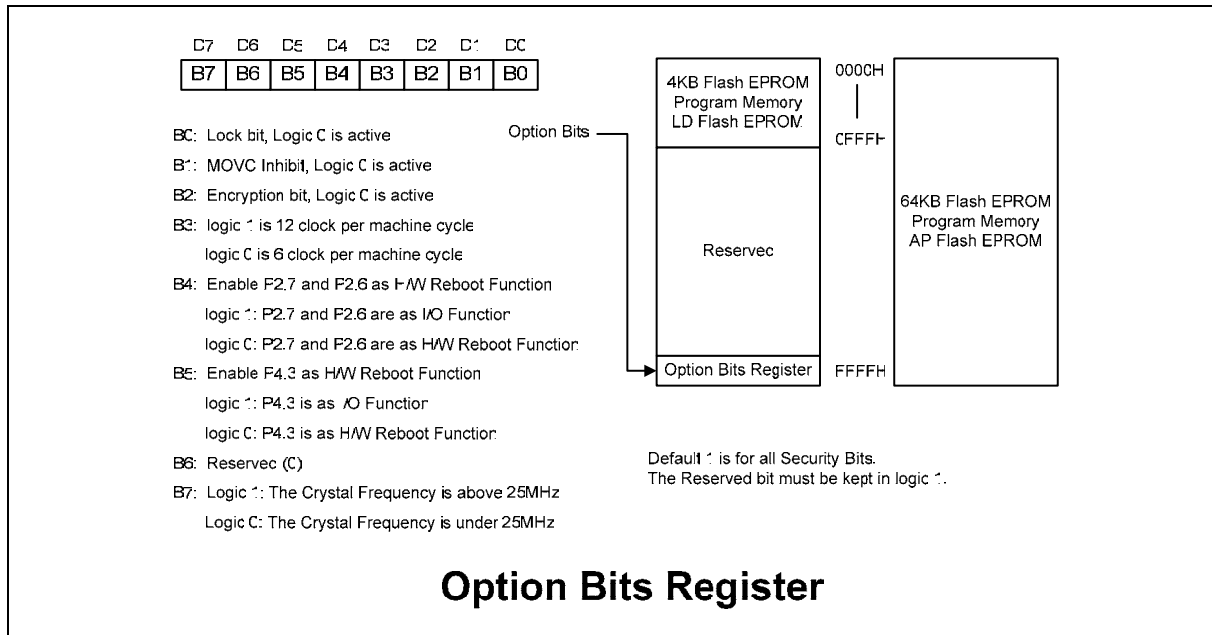 D7 D6 D5 D4 D3 D2 D1 D0
B7 B6 B5 B4 B3 B2 B1 B0
B0: Lock bit, Logic 0 is active
B1: MOVC Inhibit, Logic 0 is active
B2: Encryption bit, Logic 0 is active
B3: logic 1 is 12 clock per machine cycle
logic 0 is 6 clock per machine cycle
B4: Enable P2.7 and P2.6 as H/W Reboot Function
logic 1: P2.7 and P2.6 are as I/O Function
logic 0: P2.7 and P2.6 are as H/W Reboot Function
B5: Enable P4.3 as H/W Reboot Function
logic 1: P4.3 is as I/O Function
logic 0: P4.3 is as H/W Reboot Function
B6: Reserved (0)
B7: Logic 1: The Crystal Frequency is above 25MHz
Logic 0: The Crystal Frequency is under 25MHz
Option Bits
4KB Flash EPROM
Program Memory
LD Flash EPROM
Reserved
Option Bits Register
0000H
0FFFH
FFFFH
64KB Flash EPROM
Program Memory
AP Flash EPROM
Default 1 is for all Security Bits.
The Reserved bit must be kept in logic 1.
Option Bits Register